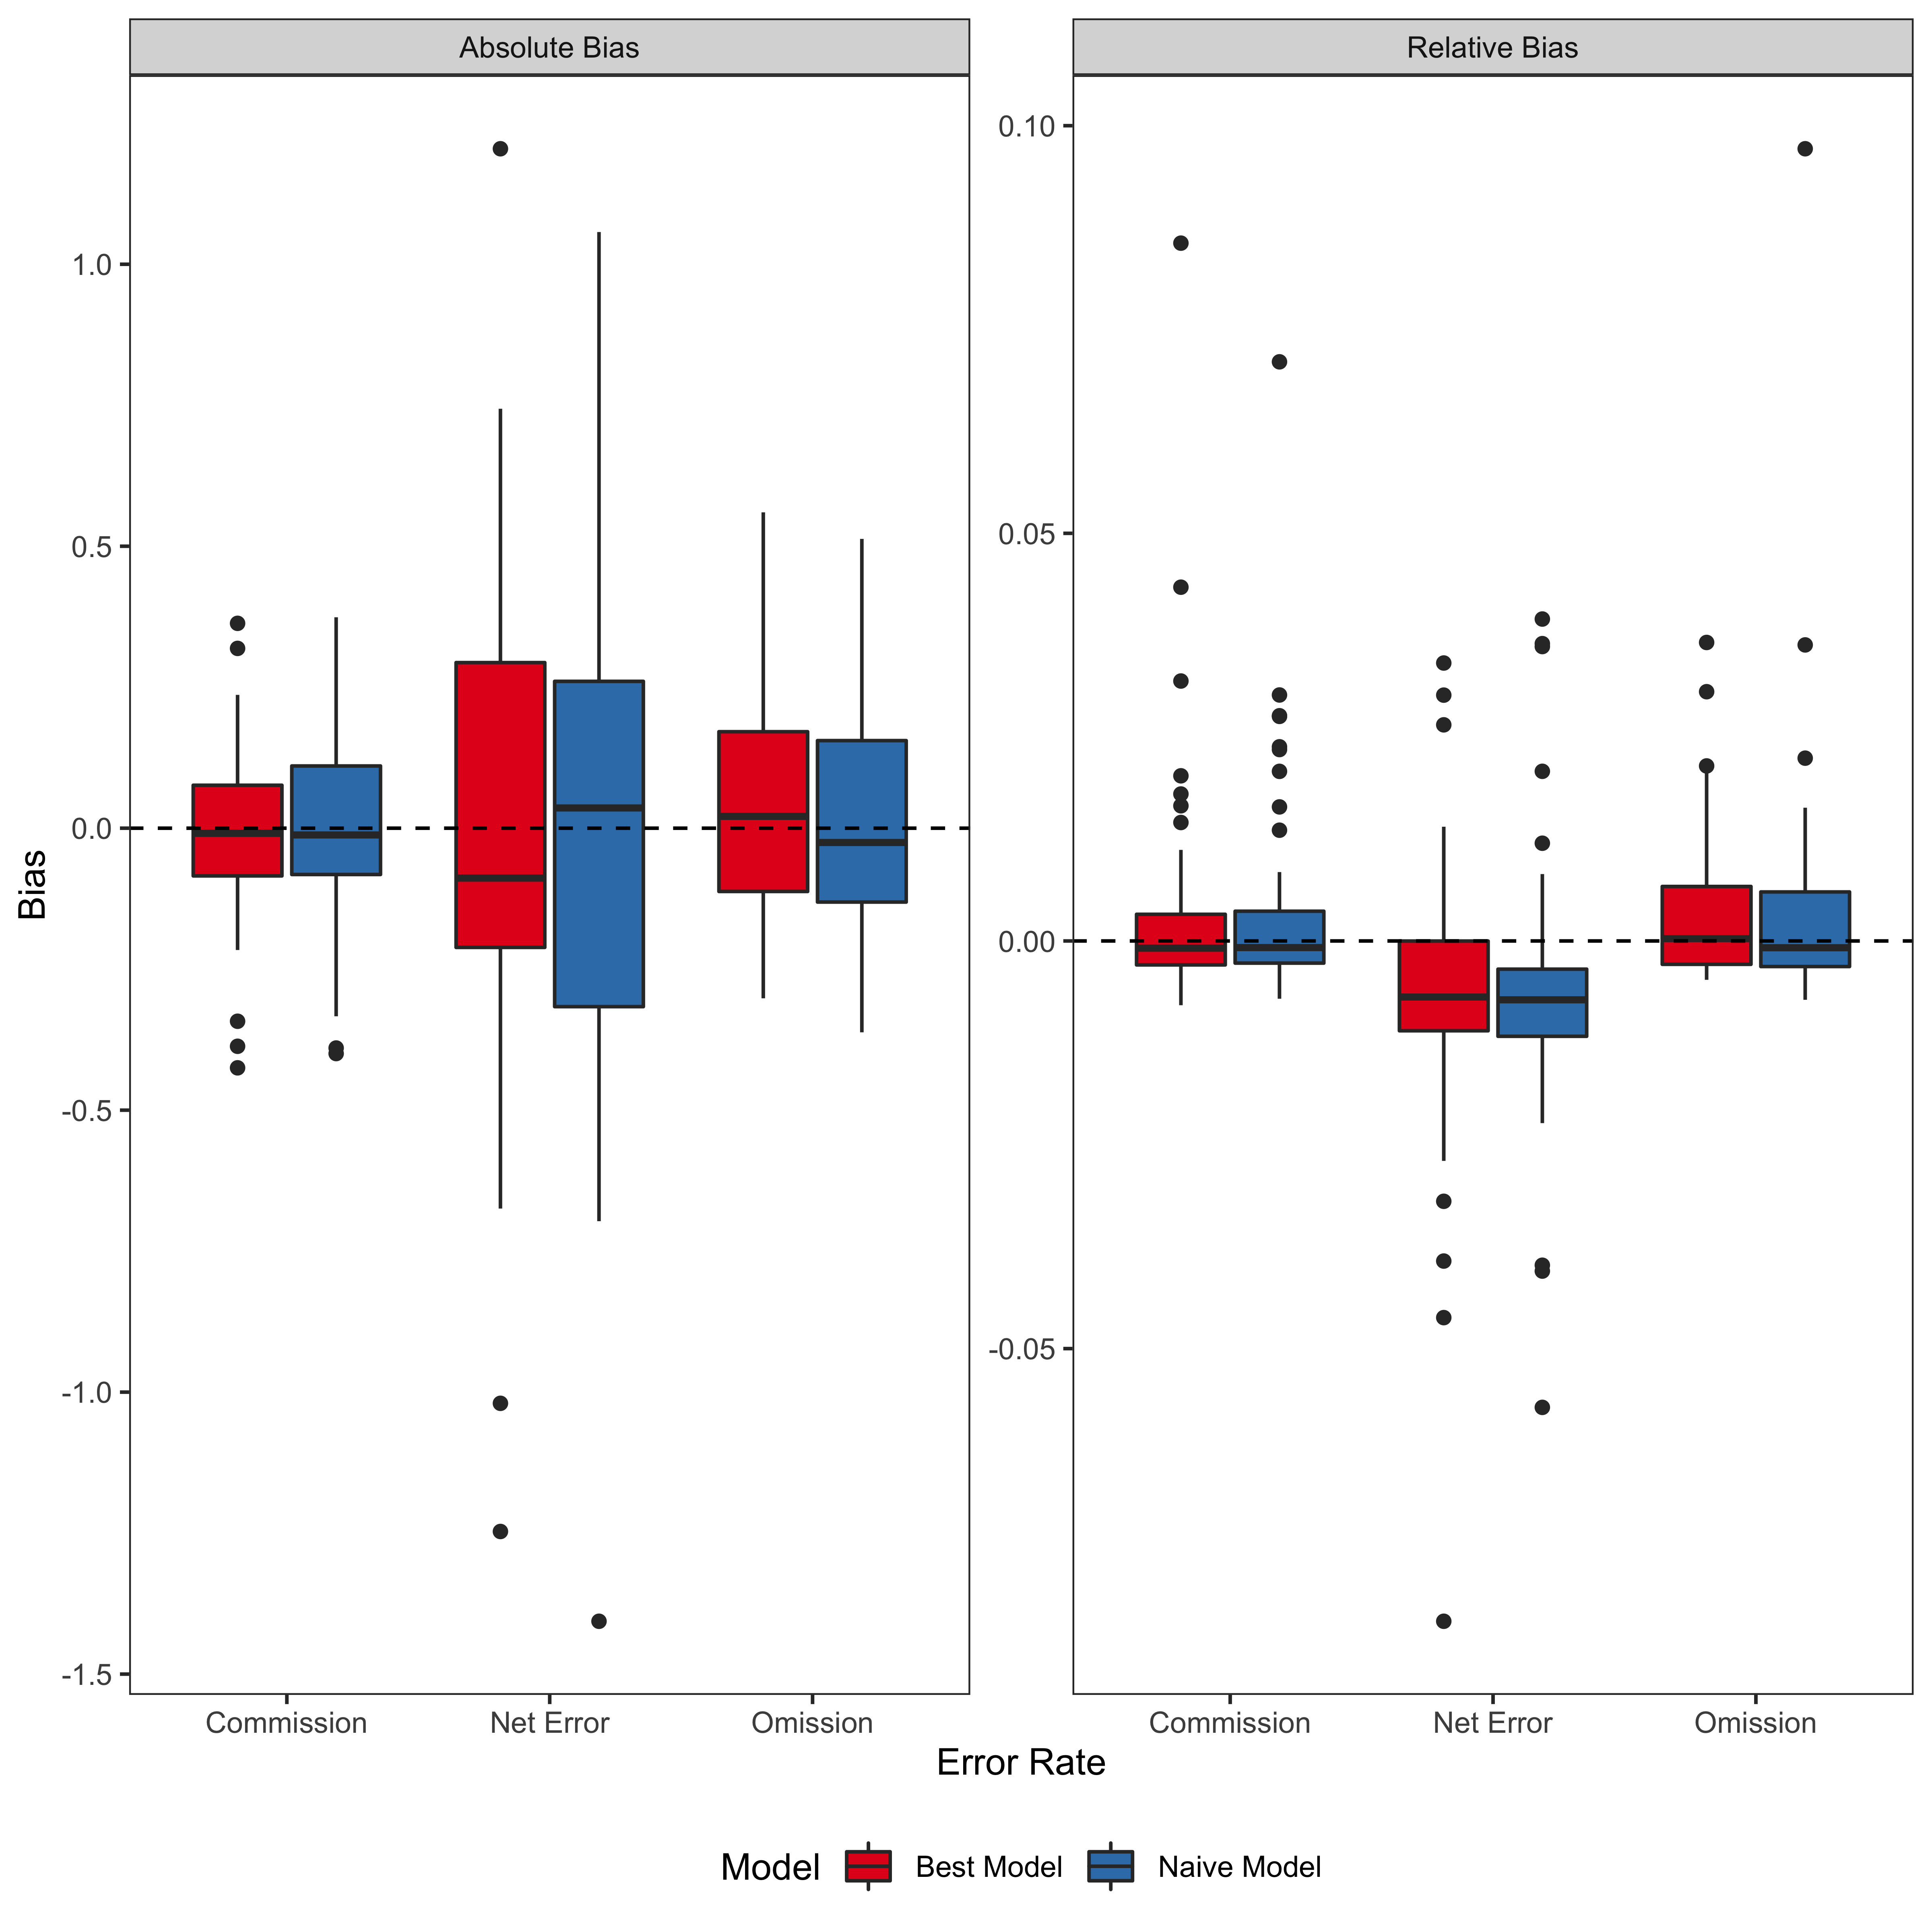 Absolute Bias
Relative Bias
Bias
1.0
0.5
0.0
-0.5
-1.0
-1.5
0.10
0.05
0.00
-0.05
Commission Net Error Omission
Commission Net Error Omission
Error Rate
Model Best Model Naive Model